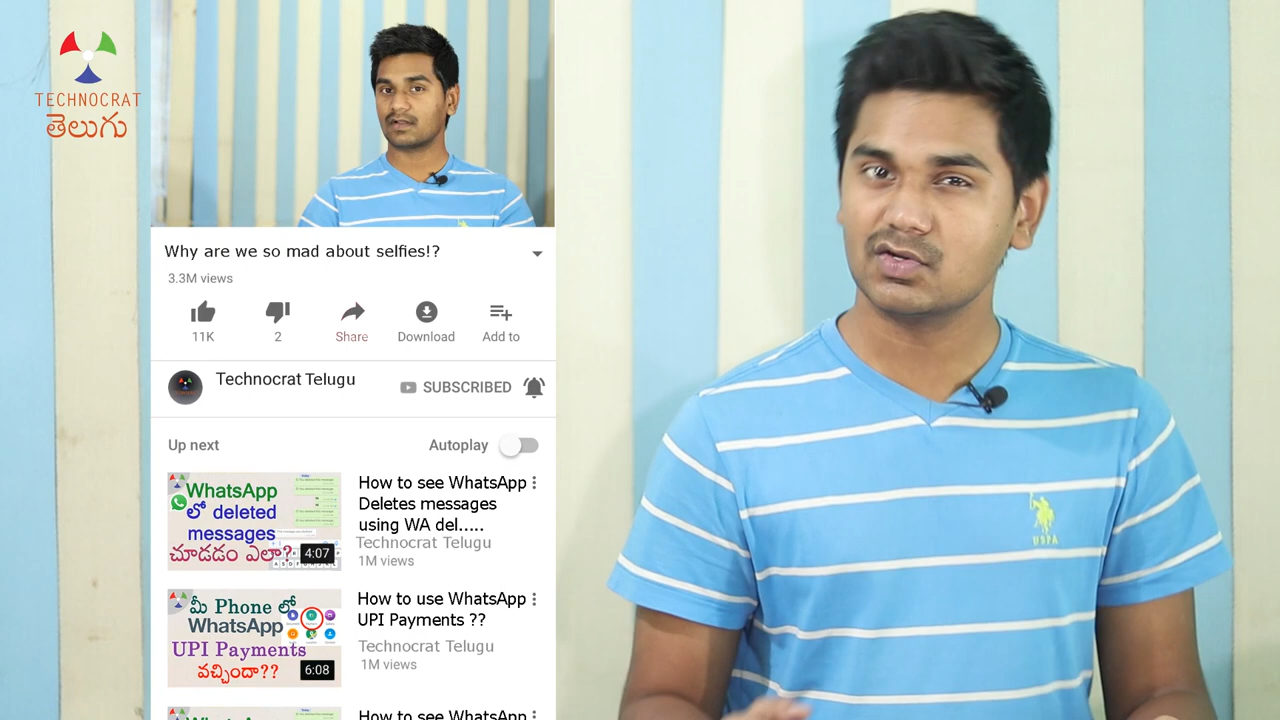 TECHNOCRAT
తెలుగు
Why are we so mad about selfies!?
3.3M views
11K
2
Share
Download
Add to
Technocrat Telugu
SUBSCRIBED
Up next
Autoplay
WhatsApp
లో deleted
messages
చూడడం ఎలా?
4:07
How to see WhatsApp
Deletes messages
using WA del.....
Technocrat Telugu
1M views
మీ Phone లో
WhatsApp
UPI Payments
వచ్చిందా??
6:08
How to use WhatsApp
UPI Payments ??
Technocrat Telugu
1M views
WhatsApp
How to see WhatsApp
USPA